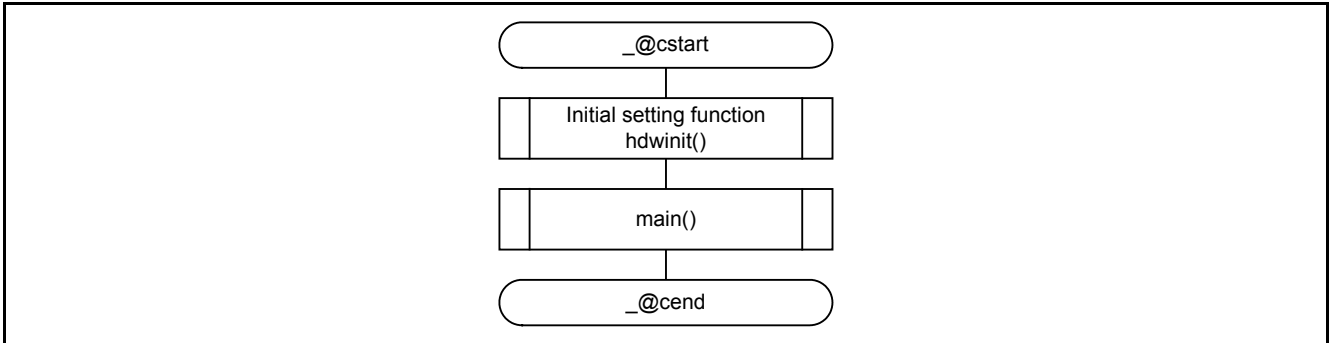 _@cstart
Initial setting function
hdwinit()
main()
_@cend